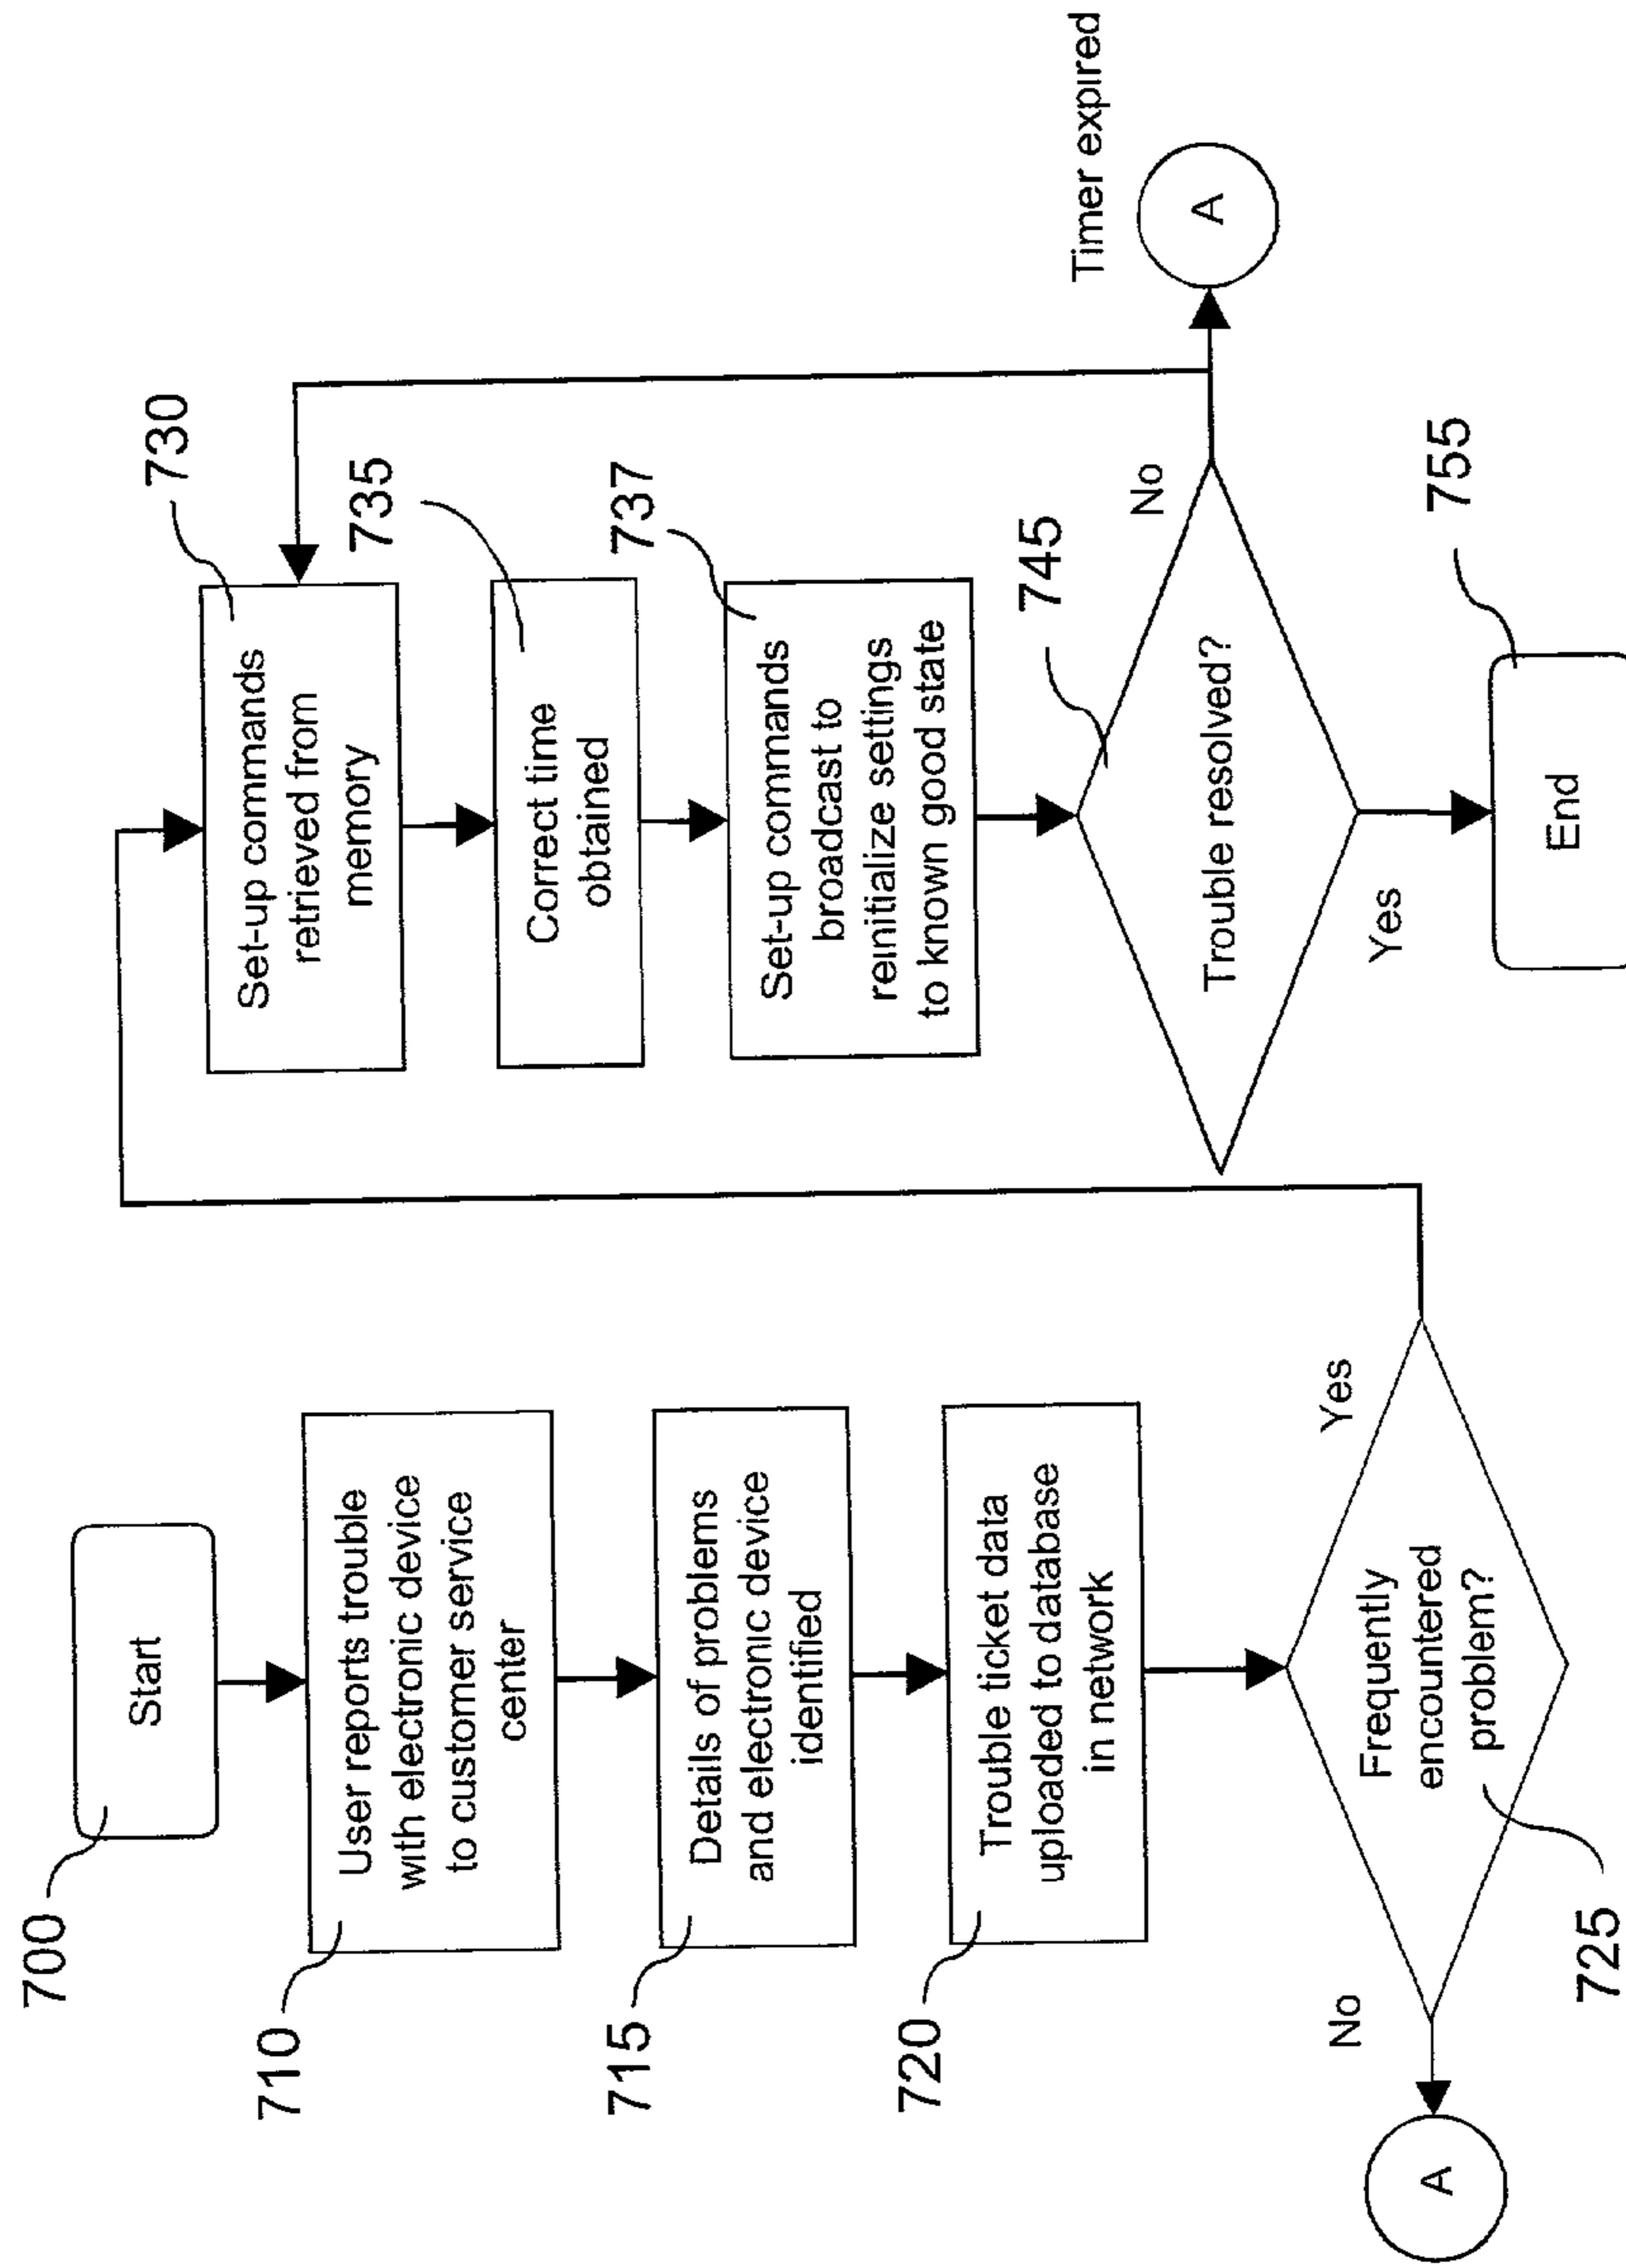 700
Start
710
User reports trouble
with electronic device
to customer service
center
715
Details of problems
and electronic device
identified
720
Trouble ticket data
uploaded to database
in network
725
Frequently
encountered
problem?
No
A
Yes
730
Set-up commands
retrieved from
memory
735
Correct time
obtained
737
Set-up commands
broadcast to
reinitialize settings
to known good state
745
Trouble resolved?
No
Timer expired
A
Yes
755
End